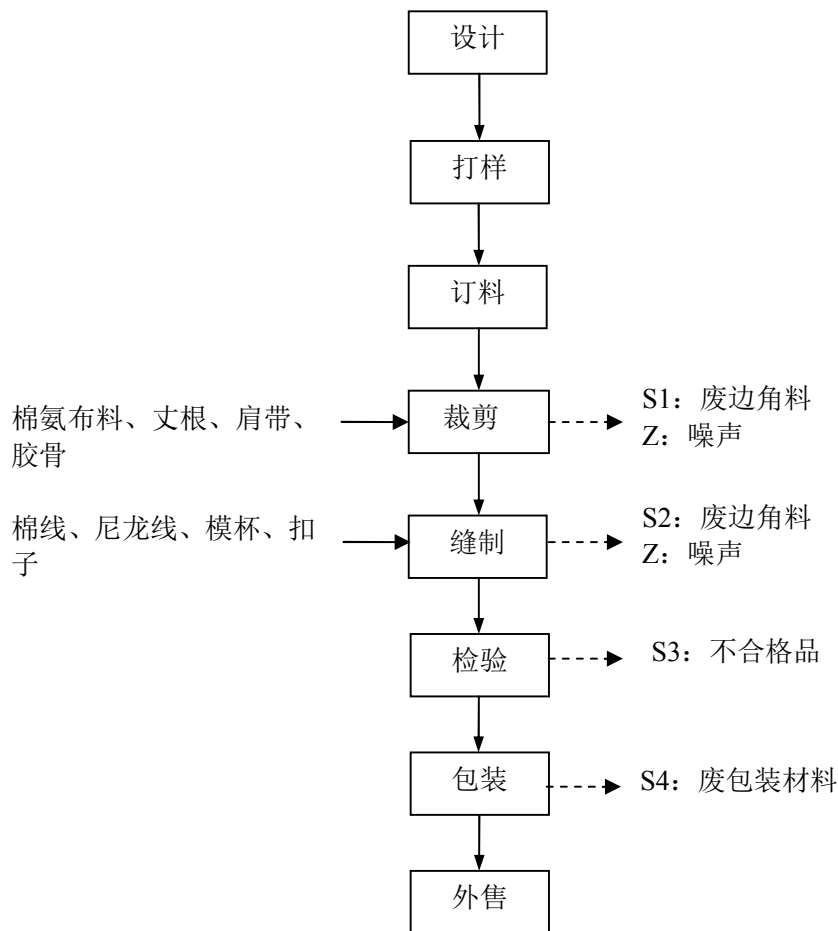 设计
打样
订料
棉氨布料、丈根、肩带、
胶骨
裁剪
S1：废边角料
Z：噪声
棉线、尼龙线、模杯、扣
子
缝制
S2：废边角料
Z：噪声
检验
S3：不合格品
包装
S4：废包装材料
外售